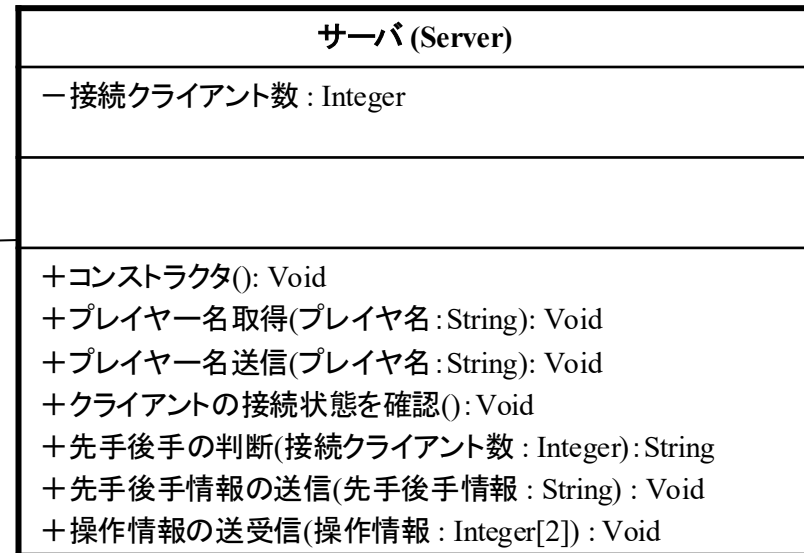 サーバ (Server)
－接続クライアント数 : Integer
＋コンストラクタ(): Void
＋プレイヤー名取得(プレイヤ名：String): Void
＋プレイヤー名送信(プレイヤ名：String): Void
＋クライアントの接続状態を確認()：Void
＋先手後手の判断(接続クライアント数 : Integer)：String
＋先手後手情報の送信(先手後手情報 : String) : Void
＋操作情報の送受信(操作情報 : Integer[2]) : Void